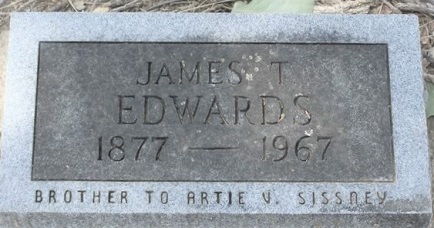 JAMES T
EDWARDS
1877 — 1967
BROTHER TO ARTIE V. SISSNEY